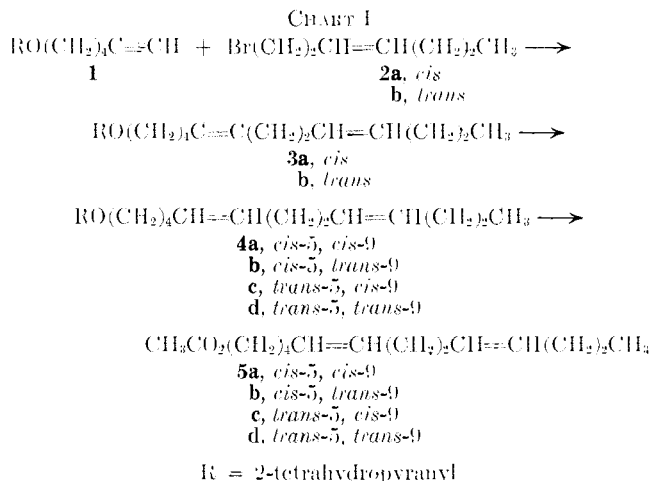 CHART I
RO(CH₂)₄C≡CH + Br(CH₂)₂CH=CH(CH₂)₂CH₃ ⟶
1 2a, cis
b, trans
RO(CH₂)₄C≡C(CH₂)₂CH=CH(CH₂)₂CH₃ ⟶
3a, cis
b, trans
RO(CH₂)₄CH=CH(CH₂)₂CH=CH(CH₂)₂CH₃ ⟶
4a, cis-5, cis-9
b, cis-5, trans-9
c, trans-5, cis-9
d, trans-5, trans-9
CH₃CO₂(CH₂)₄CH=CH(CH₂)₂CH=CH(CH₂)₂CH₃
5a, cis-5, cis-9
b, cis-5, trans-9
c, trans-5, cis-9
d, trans-5, trans-9
R = 2-tetrahydropyranyl